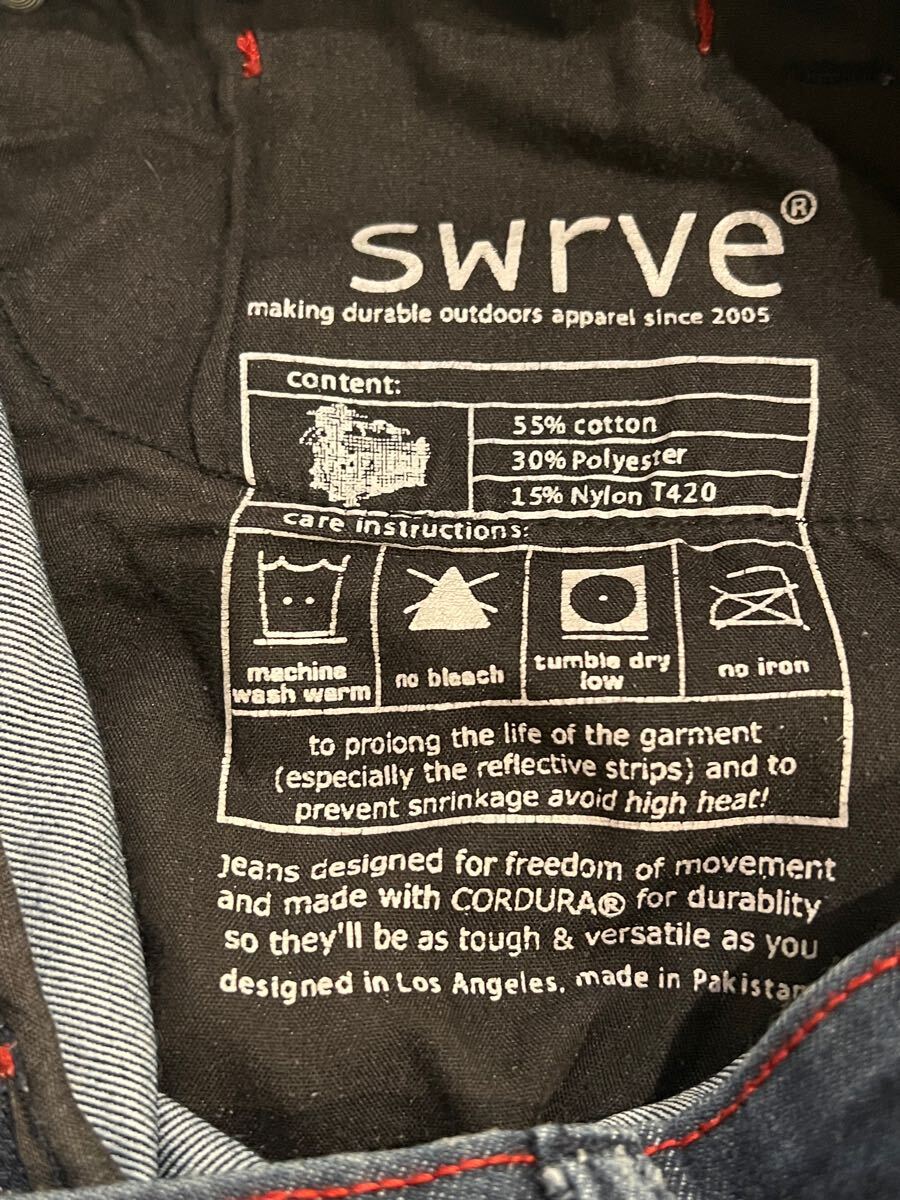 swrve®
making durable outdoors apparel since 2005
content:
55% cotton
30% Polyester
15% Nylon T420
care instructions:
machine
wash warm
no bleach
tumble dry
low
no iron
to prolong the life of the garment
(especially the reflective strips) and to
prevent shrinkage avoid high heat!
Jeans designed for freedom of movement
and made with CORDURA® for durablity
so they'll be as tough & versatile as you
designed in Los Angeles, made in Pakistan